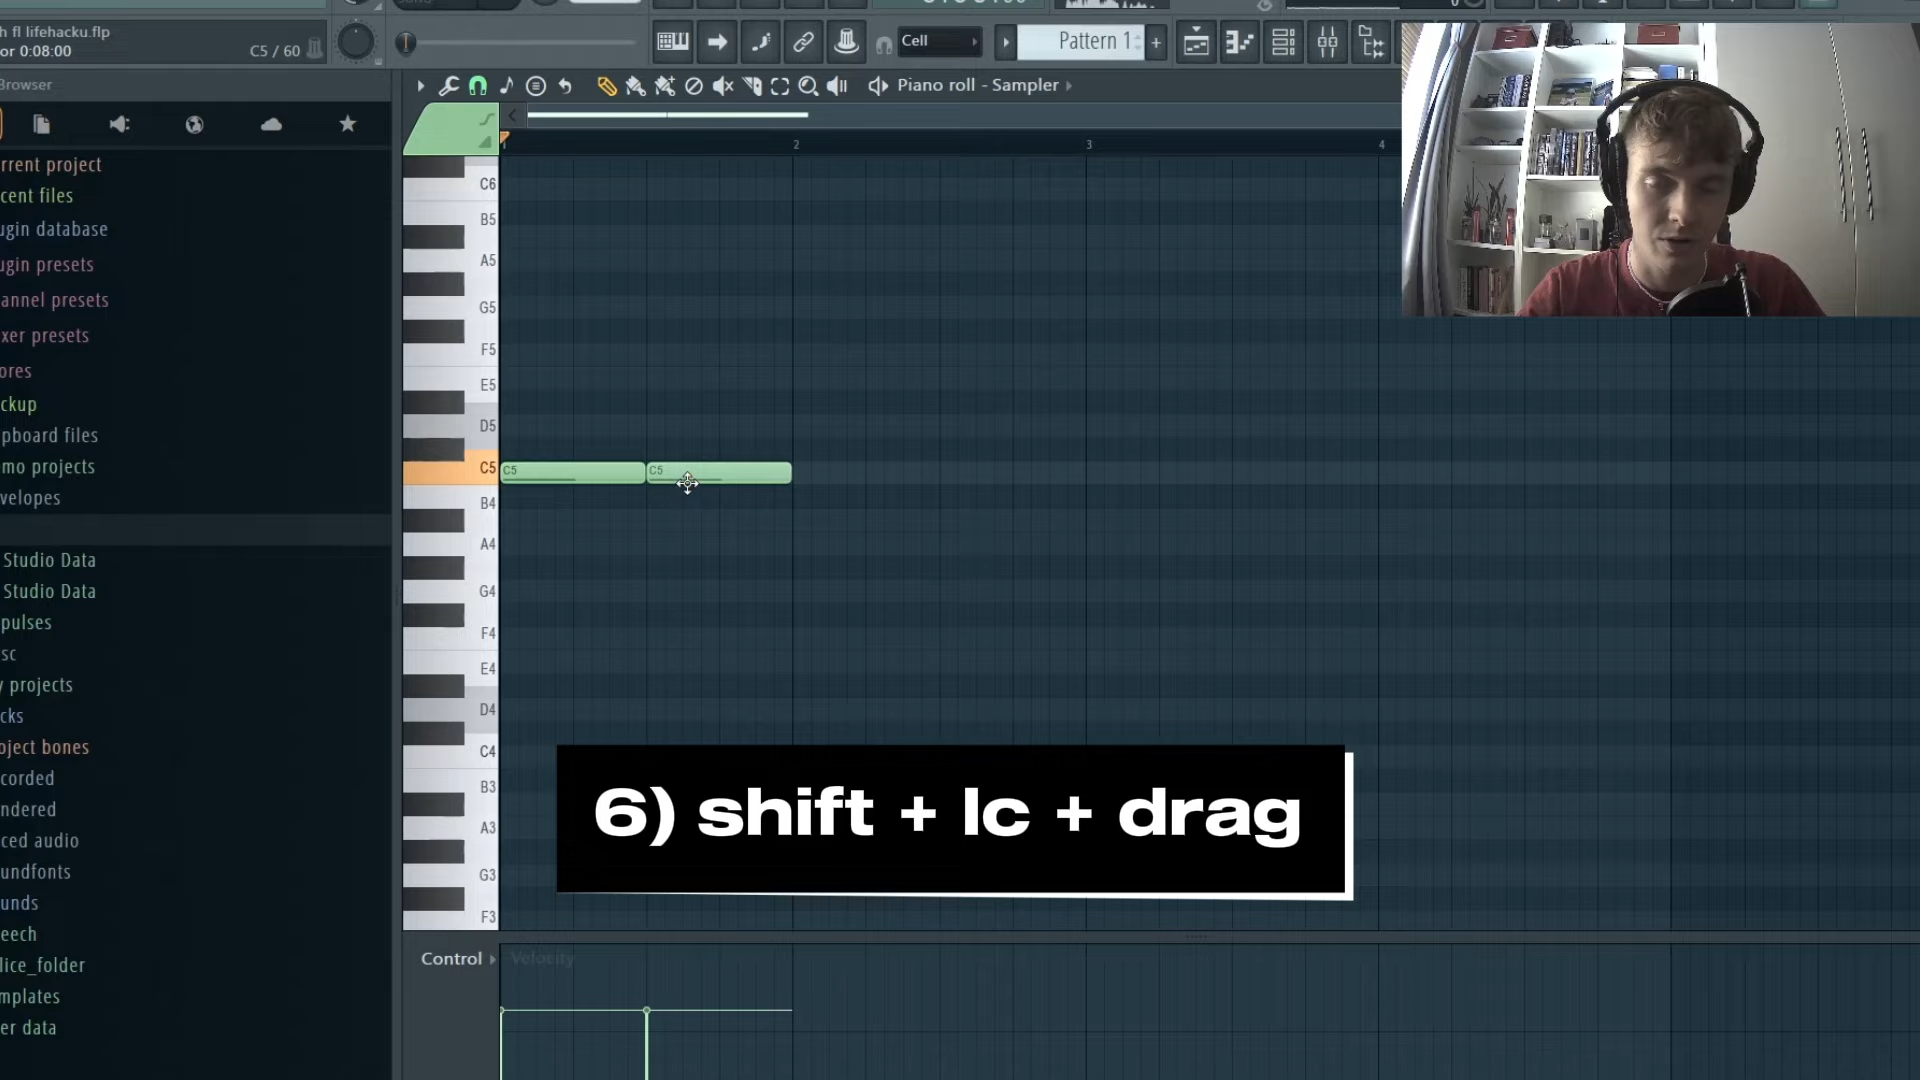 h fl lifehacku.flp
or 0:08:00
C5 / 60
Cell
Pattern 1
+
Browser
Piano roll - Sampler
rrent project
cent files
ugin database
ugin presets
annel presets
xer presets
ores
ckup
pboard files
mo projects
nvelopes
Studio Data
Studio Data
pulses
sc
y projects
cks
oject bones
corded
ndered
ced audio
undfonts
unds
eech
lice_folder
mplates
er data
2
3
4
C6
B5
A5
G5
F5
E5
D5
C5
B4
A4
G4
F4
E4
D4
C4
B3
A3
G3
F3
C5
C5
6) shift + lc + drag
Control
Velocity